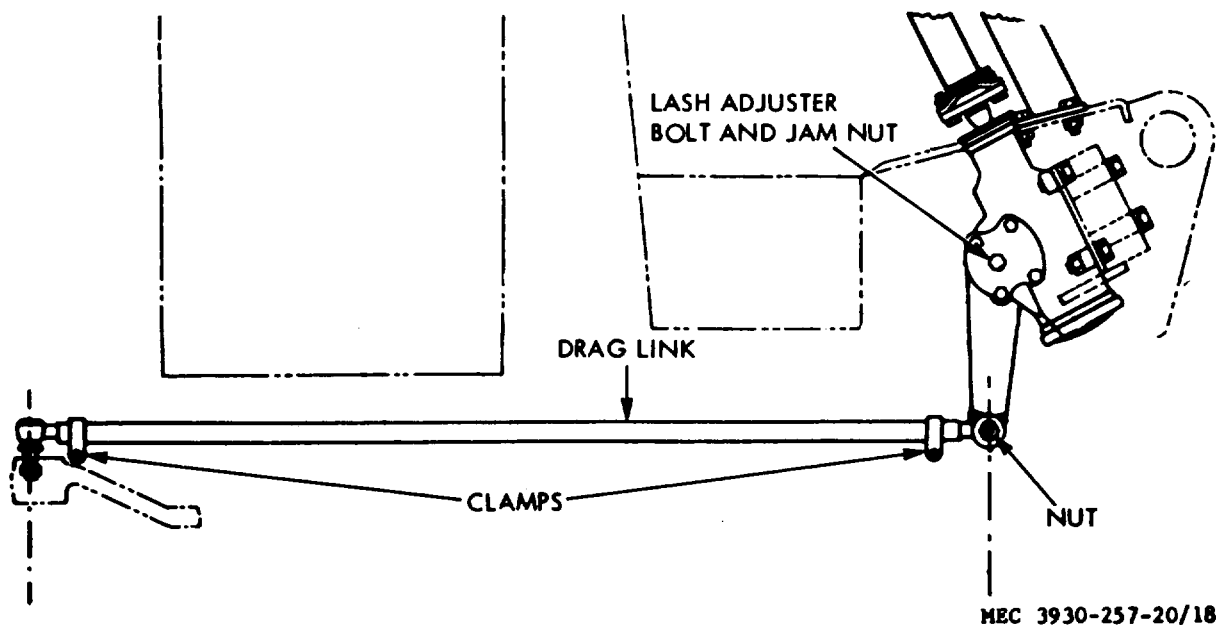 LASH ADJUSTER
BOLT AND JAM NUT
DRAG LINK
CLAMPS
NUT
MEC 3930-257-20/18